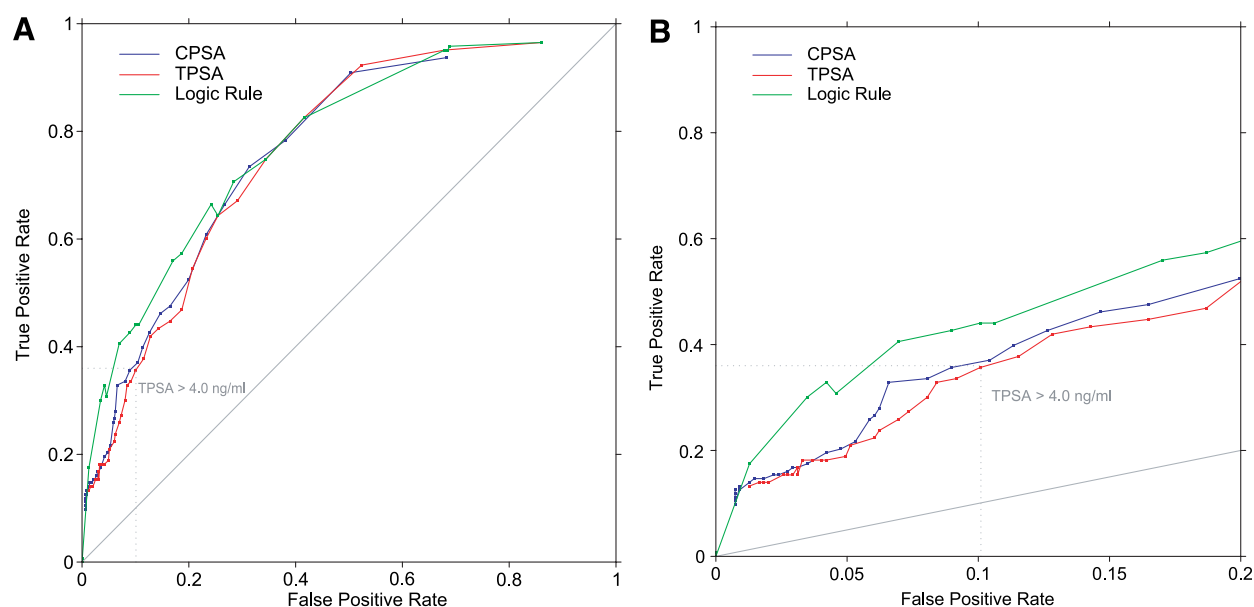 A
CPSA
TPSA
Logic Rule
1
0.8
0.6
0.4
0.2
0
True Positive Rate
TPSA > 4.0 ng/ml
0
0.2
0.4
0.6
0.8
1
False Positive Rate
B
CPSA
TPSA
Logic Rule
1
0.8
0.6
0.4
0.2
0
True Positive Rate
TPSA > 4.0 ng/ml
0
0.05
0.1
0.15
0.2
False Positive Rate